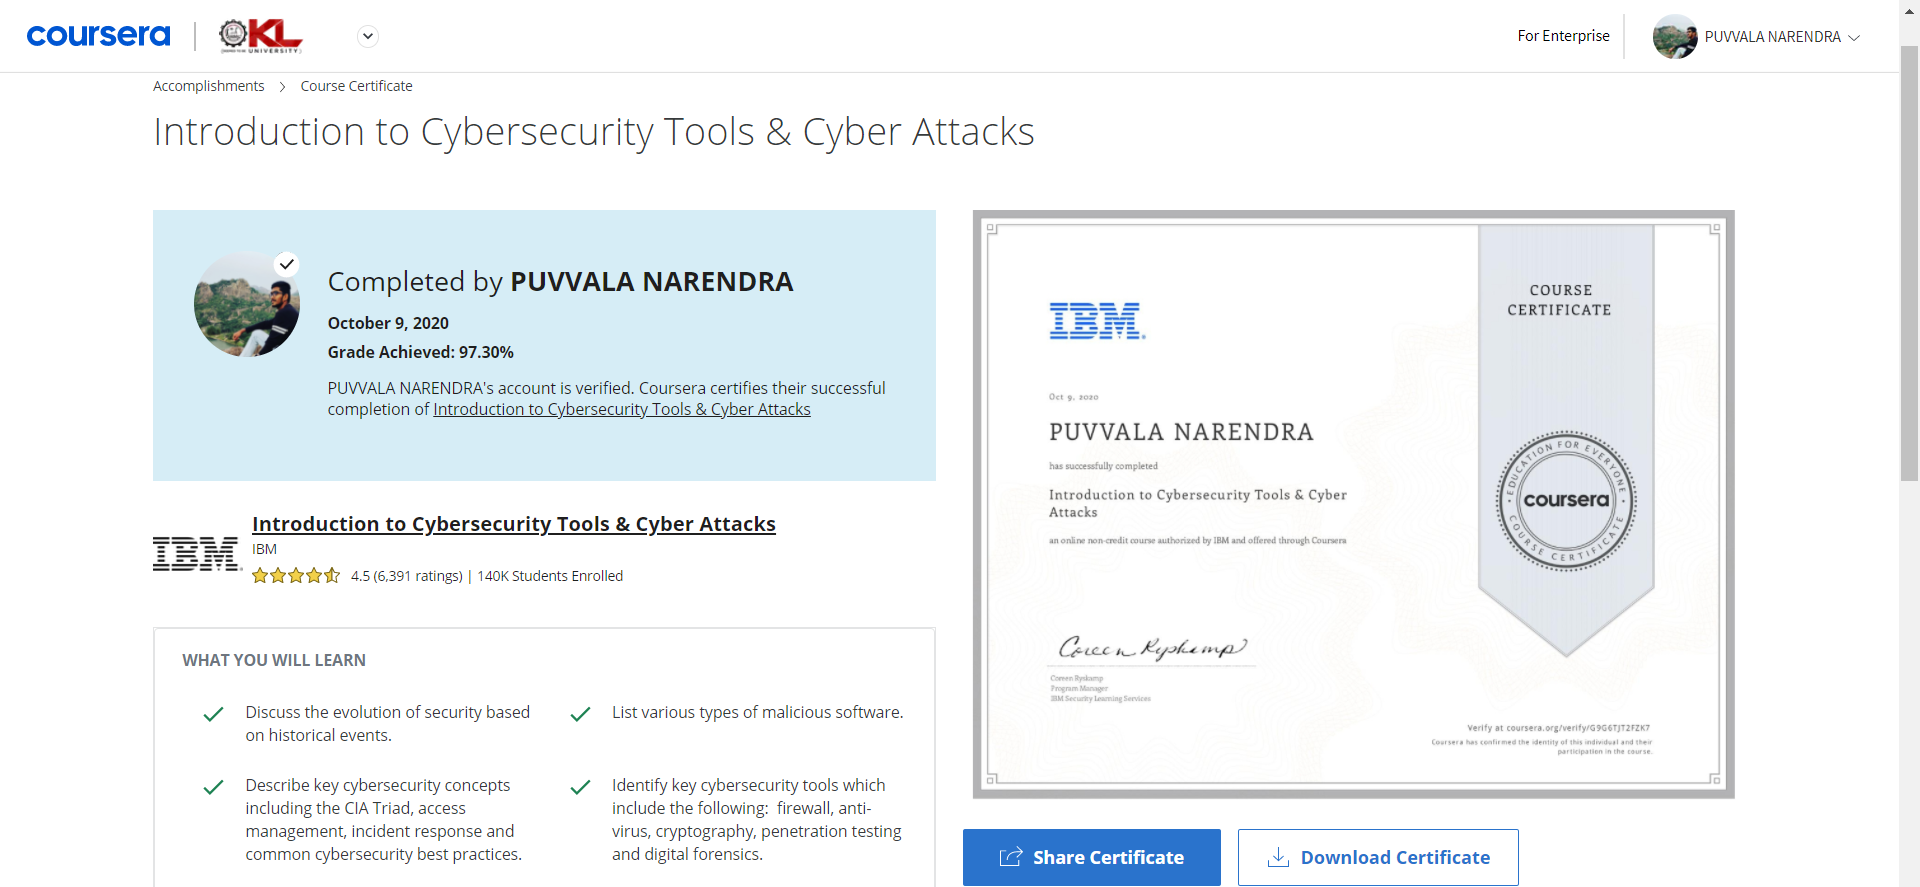 coursera
KL
UNIVERSITY
For Enterprise
PUVVALA NARENDRA
Accomplishments
Course Certificate
Introduction to Cybersecurity Tools & Cyber Attacks
Completed by PUVVALA NARENDRA
October 9, 2020
Grade Achieved: 97.30%
PUVVALA NARENDRA's account is verified. Coursera certifies their successful
completion of Introduction to Cybersecurity Tools & Cyber Attacks
IBM
Introduction to Cybersecurity Tools & Cyber Attacks
IBM
4.5 (6,391 ratings) | 140K Students Enrolled
WHAT YOU WILL LEARN
Discuss the evolution of security based
on historical events.
List various types of malicious software.
Describe key cybersecurity concepts
including the CIA Triad, access
management, incident response and
common cybersecurity best practices.
Identify key cybersecurity tools which
include the following: firewall, anti-
virus, cryptography, penetration testing
and digital forensics.
COURSE
CERTIFICATE
IBM
Oct 9, 2020
PUVVALA NARENDRA
has successfully completed
Introduction to Cybersecurity Tools & Cyber
Attacks
an online non-credit course authorized by IBM and offered through Coursera
EDUCATION FOR EVERYONE
coursera
COURSE CERTIFICATE
Coreen Ryskamp
Coreen Ryskamp
Program Manager
IBM Security Learning Services
Verify at coursera.org/verify/G9G6TJT2FZK7
Coursera has confirmed the identity of this individual and their
participation in the course.
Share Certificate
Download Certificate